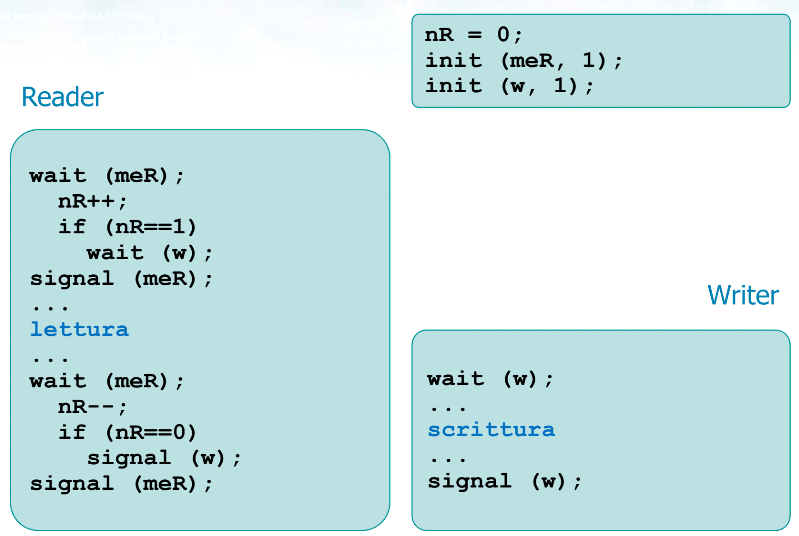 nR = 0;
init (meR, 1);
init (w, 1);
Reader
wait (meR);
nR++;
if (nR==1)
wait (w);
signal (meR);
...
lettura
...
wait (meR);
nR--;
if (nR==0)
signal (w);
signal (meR);
Writer
wait (w);
...
scrittura
...
signal (w);